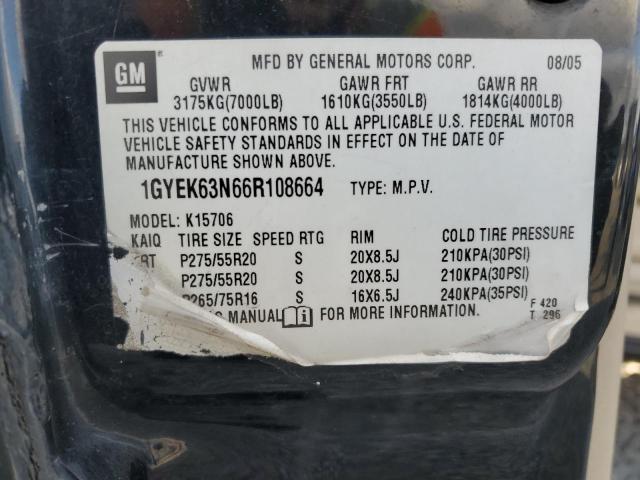 GM
MFD BY GENERAL MOTORS CORP. 08/05
GVWR GAWR FRT GAWR RR
3175KG(7000LB) 1610KG(3550LB) 1814KG(4000LB)
THIS VEHICLE CONFORMS TO ALL APPLICABLE U.S. FEDERAL MOTOR
VEHICLE SAFETY STANDARDS IN EFFECT ON THE DATE OF
MANUFACTURE SHOWN ABOVE.
1GYEK63N66R108664 TYPE: M.P.V.
MODEL: K15706
KAIQ TIRE SIZE SPEED RTG RIM COLD TIRE PRESSURE
FRT P275/55R20 S 20X8.5J 210KPA(30PSI)
P275/55R20 S 20X8.5J 210KPA(30PSI)
P265/75R16 S 16X6.5J 240KPA(35PSI)
MANUAL i FOR MORE INFORMATION.
F 420
T 296